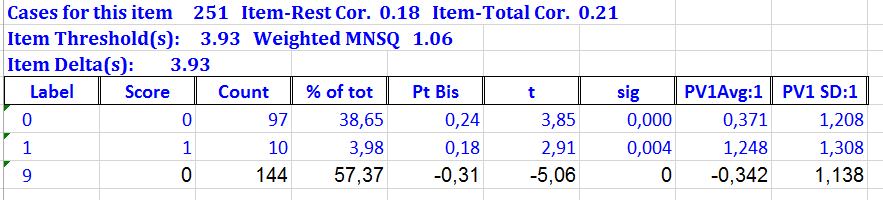 Cases for this item 251 Item-Rest Cor. 0.18 Item-Total Cor. 0.21
Item Threshold(s): 3.93 Weighted MNSQ 1.06
Item Delta(s): 3.93
Label Score Count % of tot Pt Bis t sig PV1Avg:1 PV1 SD:1
0 0 97 38,65 0,24 3,85 0,000 0,371 1,208
1 1 10 3,98 0,18 2,91 0,004 1,248 1,308
9 0 144 57,37 -0,31 -5,06 0 -0,342 1,138